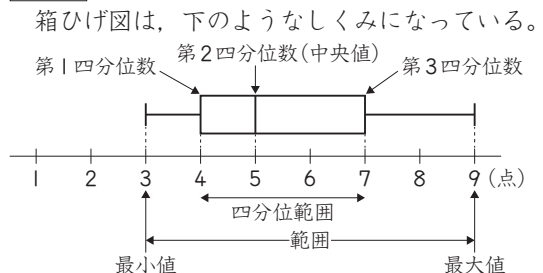 箱ひげ図は，下のようなしくみになっている。
第2四分位数(中央値)
第1四分位数
第3四分位数
1 2 3 4 5 6 7 8 9 (点)
四分位範囲
範囲
最小値 最大値